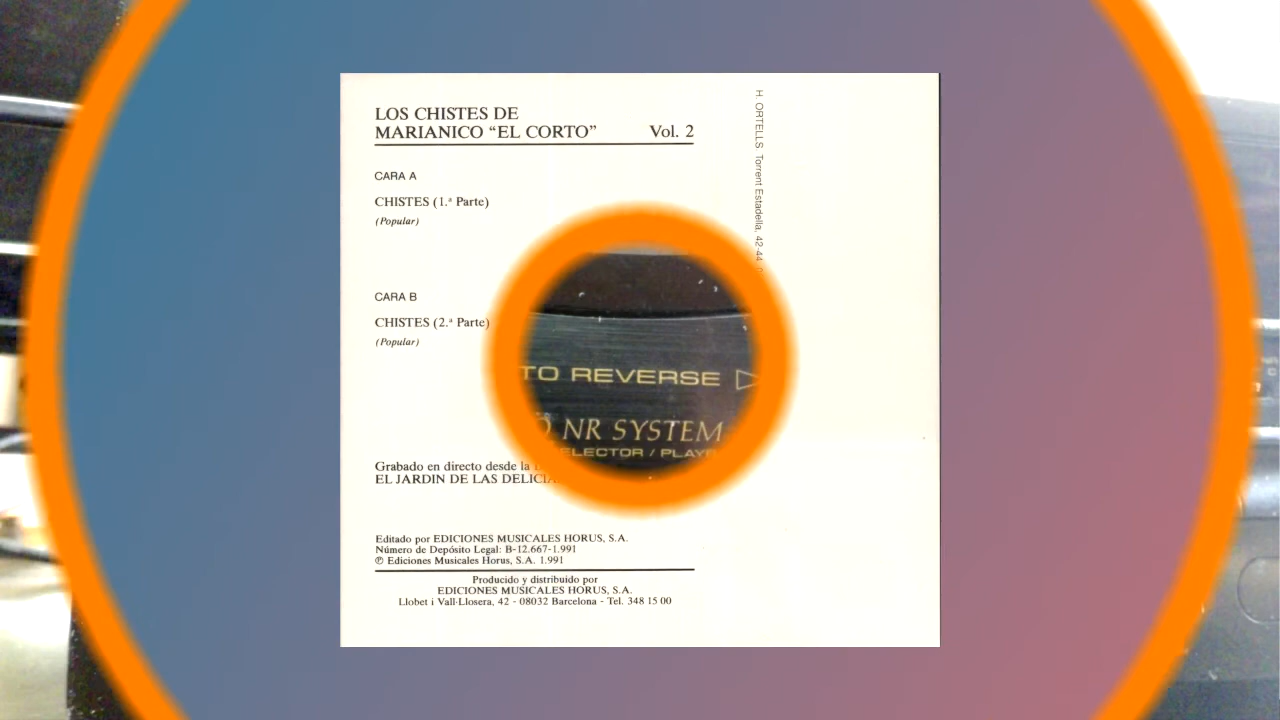 LOS CHISTES DE
MARIANICO “EL CORTO” Vol. 2
CARA A
CHISTES (1.ª Parte)
(Popular)
CARA B
CHISTES (2.ª Parte)
(Popular)
Grabado en directo desde la
EL JARDIN DE LAS
Editado por EDICIONES MUSICALES HORUS, S.A.
Número de Depósito Legal: B-12.667-1.991
℗ Ediciones Musicales Horus, S.A. 1.991
Producido y distribuido por
EDICIONES MUSICALES HORUS, S.A.
Llobet i Vall-Llosera, 42 - 08032 Barcelona - Tel. 348 15 00
H. ORTELLS Torrent Estadella, 42-44
TO REVERSE
NR SYSTEM